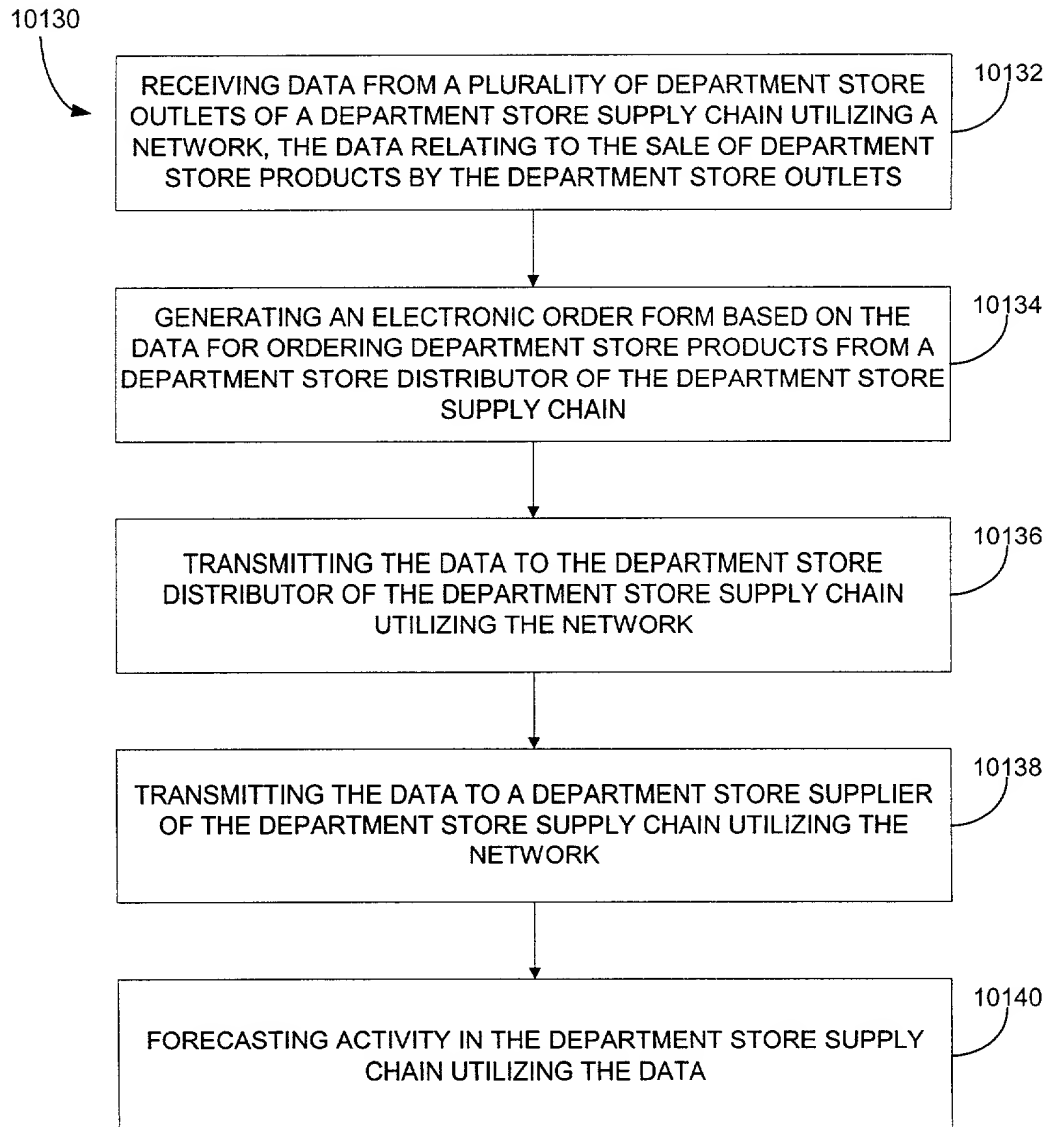 10130
RECEIVING DATA FROM A PLURALITY OF DEPARTMENT STORE
OUTLETS OF A DEPARTMENT STORE SUPPLY CHAIN UTILIZING A
NETWORK, THE DATA RELATING TO THE SALE OF DEPARTMENT
STORE PRODUCTS BY THE DEPARTMENT STORE OUTLETS
10132
GENERATING AN ELECTRONIC ORDER FORM BASED ON THE
DATA FOR ORDERING DEPARTMENT STORE PRODUCTS FROM A
DEPARTMENT STORE DISTRIBUTOR OF THE DEPARTMENT STORE
SUPPLY CHAIN
10134
TRANSMITTING THE DATA TO THE DEPARTMENT STORE
DISTRIBUTOR OF THE DEPARTMENT STORE SUPPLY CHAIN
UTILIZING THE NETWORK
10136
TRANSMITTING THE DATA TO A DEPARTMENT STORE SUPPLIER
OF THE DEPARTMENT STORE SUPPLY CHAIN UTILIZING THE
NETWORK
10138
FORECASTING ACTIVITY IN THE DEPARTMENT STORE SUPPLY
CHAIN UTILIZING THE DATA
10140